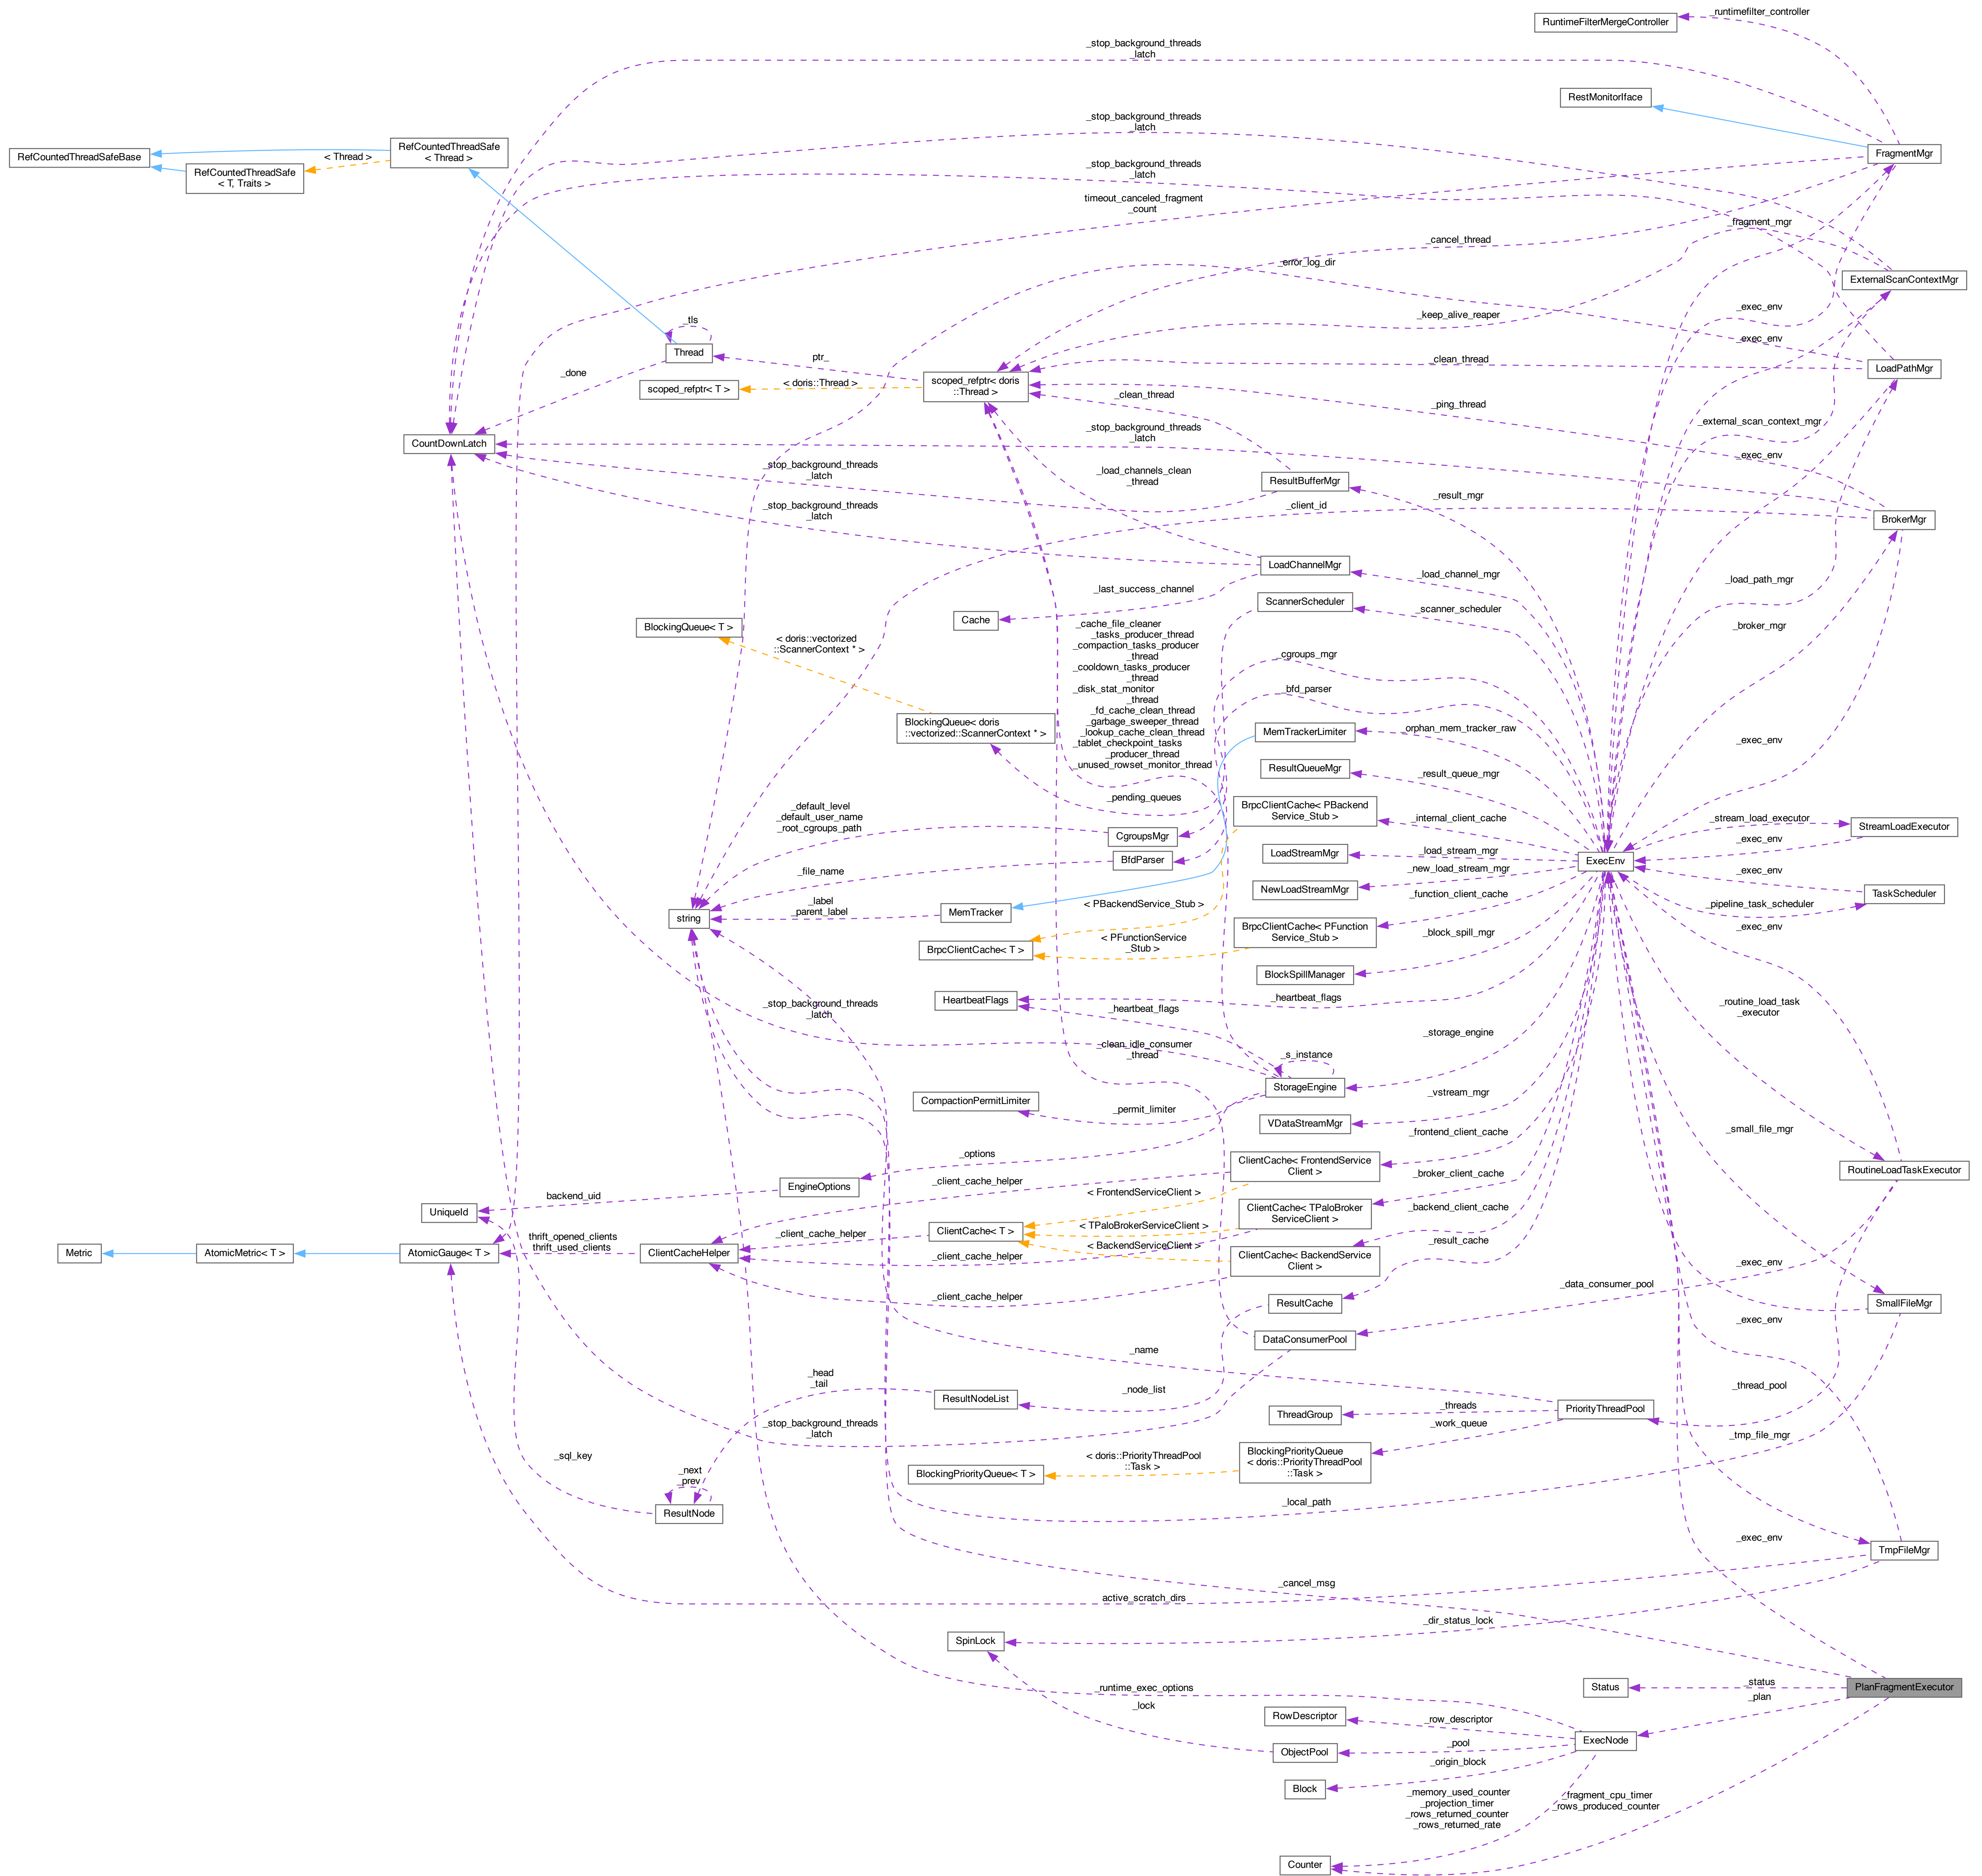 _runtimefilter_controller
RuntimeFilterMergeController
_stop_background_threads
_latch
RestMonitorIface
_stop_background_threads
_latch
RefCountedThreadSafe
< Thread >
FragmentMgr
RefCountedThreadSafeBase
< Thread >
_stop_background_threads
_latch
RefCountedThreadSafe
< T, Traits >
timeout_canceled_fragment
_count
_fragment_mgr
_cancel_thread
_error_log_dir
ExternalScanContextMgr
_exec_env
_keep_alive_reaper
_tls
_exec_env
Thread
ptr_
_clean_thread
LoadPathMgr
_done
< doris::Thread >
scoped_refptr< T >
scoped_refptr< doris
::Thread >
_clean_thread
_ping_thread
_external_scan_context_mgr
CountDownLatch
_stop_background_threads
_latch
_exec_env
_stop_background_threads
_latch
_load_channels_clean
_thread
ResultBufferMgr
_result_mgr
_stop_background_threads
_latch
_client_id
BrokerMgr
LoadChannelMgr
_load_channel_mgr
_load_path_mgr
_last_success_channel
ScannerScheduler
_scanner_scheduler
Cache
BlockingQueue< T >
_cache_file_cleaner
_tasks_producer_thread
_compaction_tasks_producer
_thread
_cooldown_tasks_producer
_thread
_disk_stat_monitor
_thread
_fd_cache_clean_thread
_garbage_sweeper_thread
_lookup_cache_clean_thread
_tablet_checkpoint_tasks
_producer_thread
_unused_rowset_monitor_thread
< doris::vectorized
::ScannerContext * >
_broker_mgr
_cgroups_mgr
_bfd_parser
BlockingQueue< doris
::vectorized::ScannerContext * >
MemTrackerLimiter
_orphan_mem_tracker_raw
_exec_env
ResultQueueMgr
_result_queue_mgr
_pending_queues
_default_level
_default_user_name
_root_cgroups_path
BrpcClientCache< PBackend
Service_Stub >
_internal_client_cache
_stream_load_executor
StreamLoadExecutor
CgroupsMgr
_exec_env
LoadStreamMgr
_load_stream_mgr
BfdParser
ExecEnv
_file_name
_new_load_stream_mgr
NewLoadStreamMgr
_exec_env
TaskScheduler
_label
_parent_label
< PBackendService_Stub >
_function_client_cache
_pipeline_task_scheduler
string
MemTracker
BrpcClientCache< PFunction
Service_Stub >
_exec_env
< PFunctionService
_Stub >
_block_spill_mgr
BrpcClientCache< T >
BlockSpillManager
_heartbeat_flags
HeartbeatFlags
_stop_background_threads
_latch
_heartbeat_flags
_routine_load_task
_executor
_storage_engine
_clean_idle_consumer
_thread
_s_instance
StorageEngine
CompactionPermitLimiter
_permit_limiter
_vstream_mgr
VDataStreamMgr
_small_file_mgr
_frontend_client_cache
_options
ClientCache< FrontendService
Client >
RoutineLoadTaskExecutor
EngineOptions
_client_cache_helper
_broker_client_cache
backend_uid
< FrontendServiceClient >
UniqueId
ClientCache< TPaloBroker
ServiceClient >
_backend_client_cache
ClientCache< T >
< TPaloBrokerServiceClient >
thrift_opened_clients
thrift_used_clients
_client_cache_helper
_result_cache
Metric
AtomicMetric< T >
AtomicGauge< T >
ClientCacheHelper
_client_cache_helper
< BackendServiceClient >
ClientCache< BackendService
Client >
_exec_env
_data_consumer_pool
_client_cache_helper
ResultCache
SmallFileMgr
_exec_env
DataConsumerPool
_name
_head
_tail
_node_list
_thread_pool
ResultNodeList
_threads
PriorityThreadPool
ThreadGroup
_stop_background_threads
_latch
_work_queue
_tmp_file_mgr
_sql_key
< doris::PriorityThreadPool
::Task >
BlockingPriorityQueue
< doris::PriorityThreadPool
::Task >
_next
_prev
BlockingPriorityQueue< T >
_local_path
ResultNode
_exec_env
TmpFileMgr
_cancel_msg
active_scratch_dirs
_dir_status_lock
SpinLock
_status
Status
PlanFragmentExecutor
_runtime_exec_options
_plan
_lock
RowDescriptor
_row_descriptor
ExecNode
_pool
ObjectPool
_origin_block
Block
_memory_used_counter
_projection_timer
_rows_returned_counter
_rows_returned_rate
_fragment_cpu_timer
_rows_produced_counter
Counter